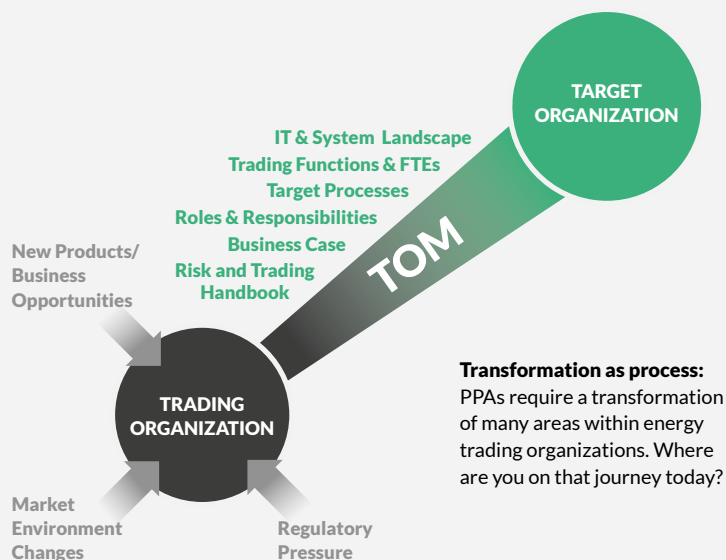 TARGET
ORGANIZATION
IT & System Landscape
Trading Functions & FTEs
Target Processes
Roles & Responsibilities
Business Case
Risk and Trading
Handbook
TOM
New Products/
Business
Opportunities
TRADING
ORGANIZATION
Transformation as process:
PPAs require a transformation
of many areas within energy
trading organizations. Where
are you on that journey today?
Market
Environment
Changes
Regulatory
Pressure